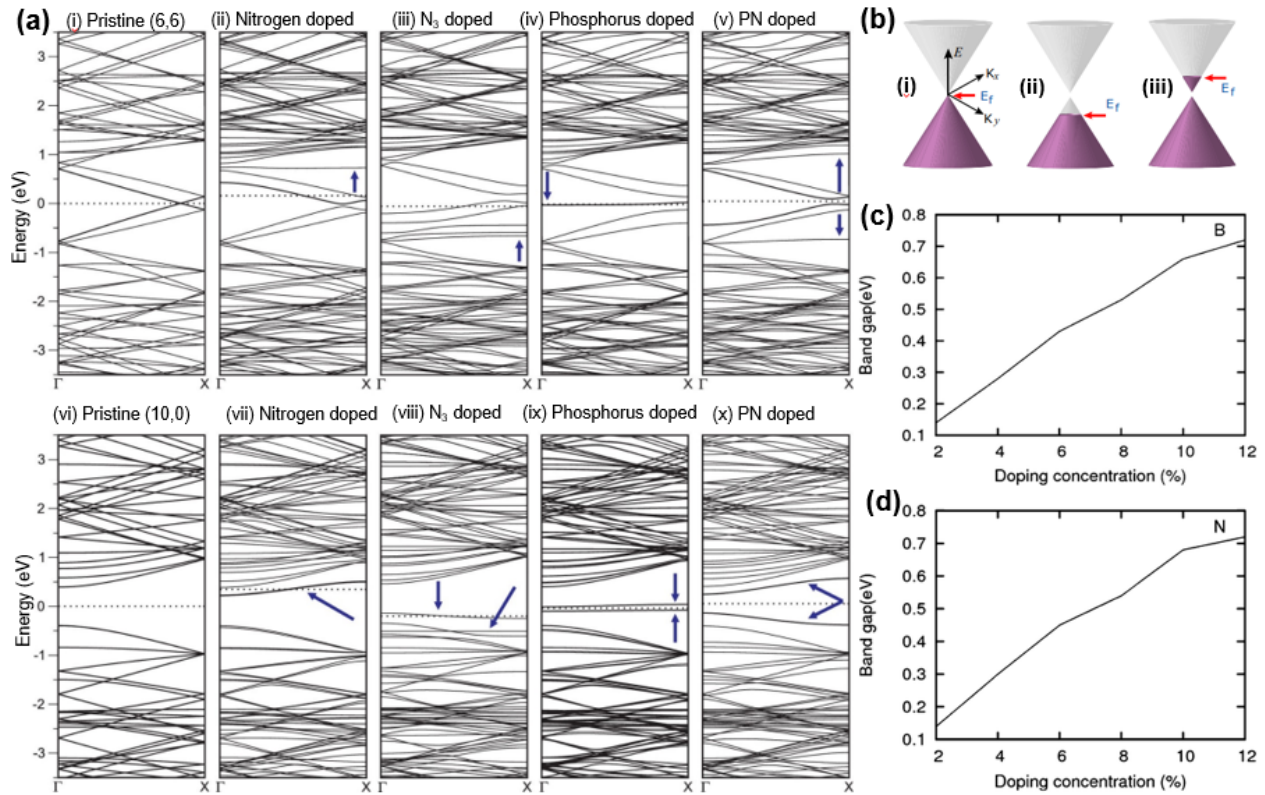 (a)
(i) Pristine (6,6)
(ii) Nitrogen doped
(iii) N₃ doped
(iv) Phosphorus doped
(v) PN doped
Energy (eV)
3
2
1
0
-1
-2
-3
Γ X
Γ X
Γ X
Γ X
Γ X
(vi) Pristine (10,0)
(vii) Nitrogen doped
(viii) N₃ doped
(ix) Phosphorus doped
(x) PN doped
Energy (eV)
3
2
1
0
-1
-2
-3
Γ X
Γ X
Γ X
Γ X
Γ X
(b)
(i)
E
Kx
Ef
Ky
(ii)
Ef
(iii)
Ef
(c)
B
Band gap(eV)
0.8
0.7
0.6
0.5
0.4
0.3
0.2
0.1
2 4 6 8 10 12
Doping concentration (%)
(d)
N
Band gap(eV)
0.8
0.7
0.6
0.5
0.4
0.3
0.2
0.1
2 4 6 8 10 12
Doping concentration (%)